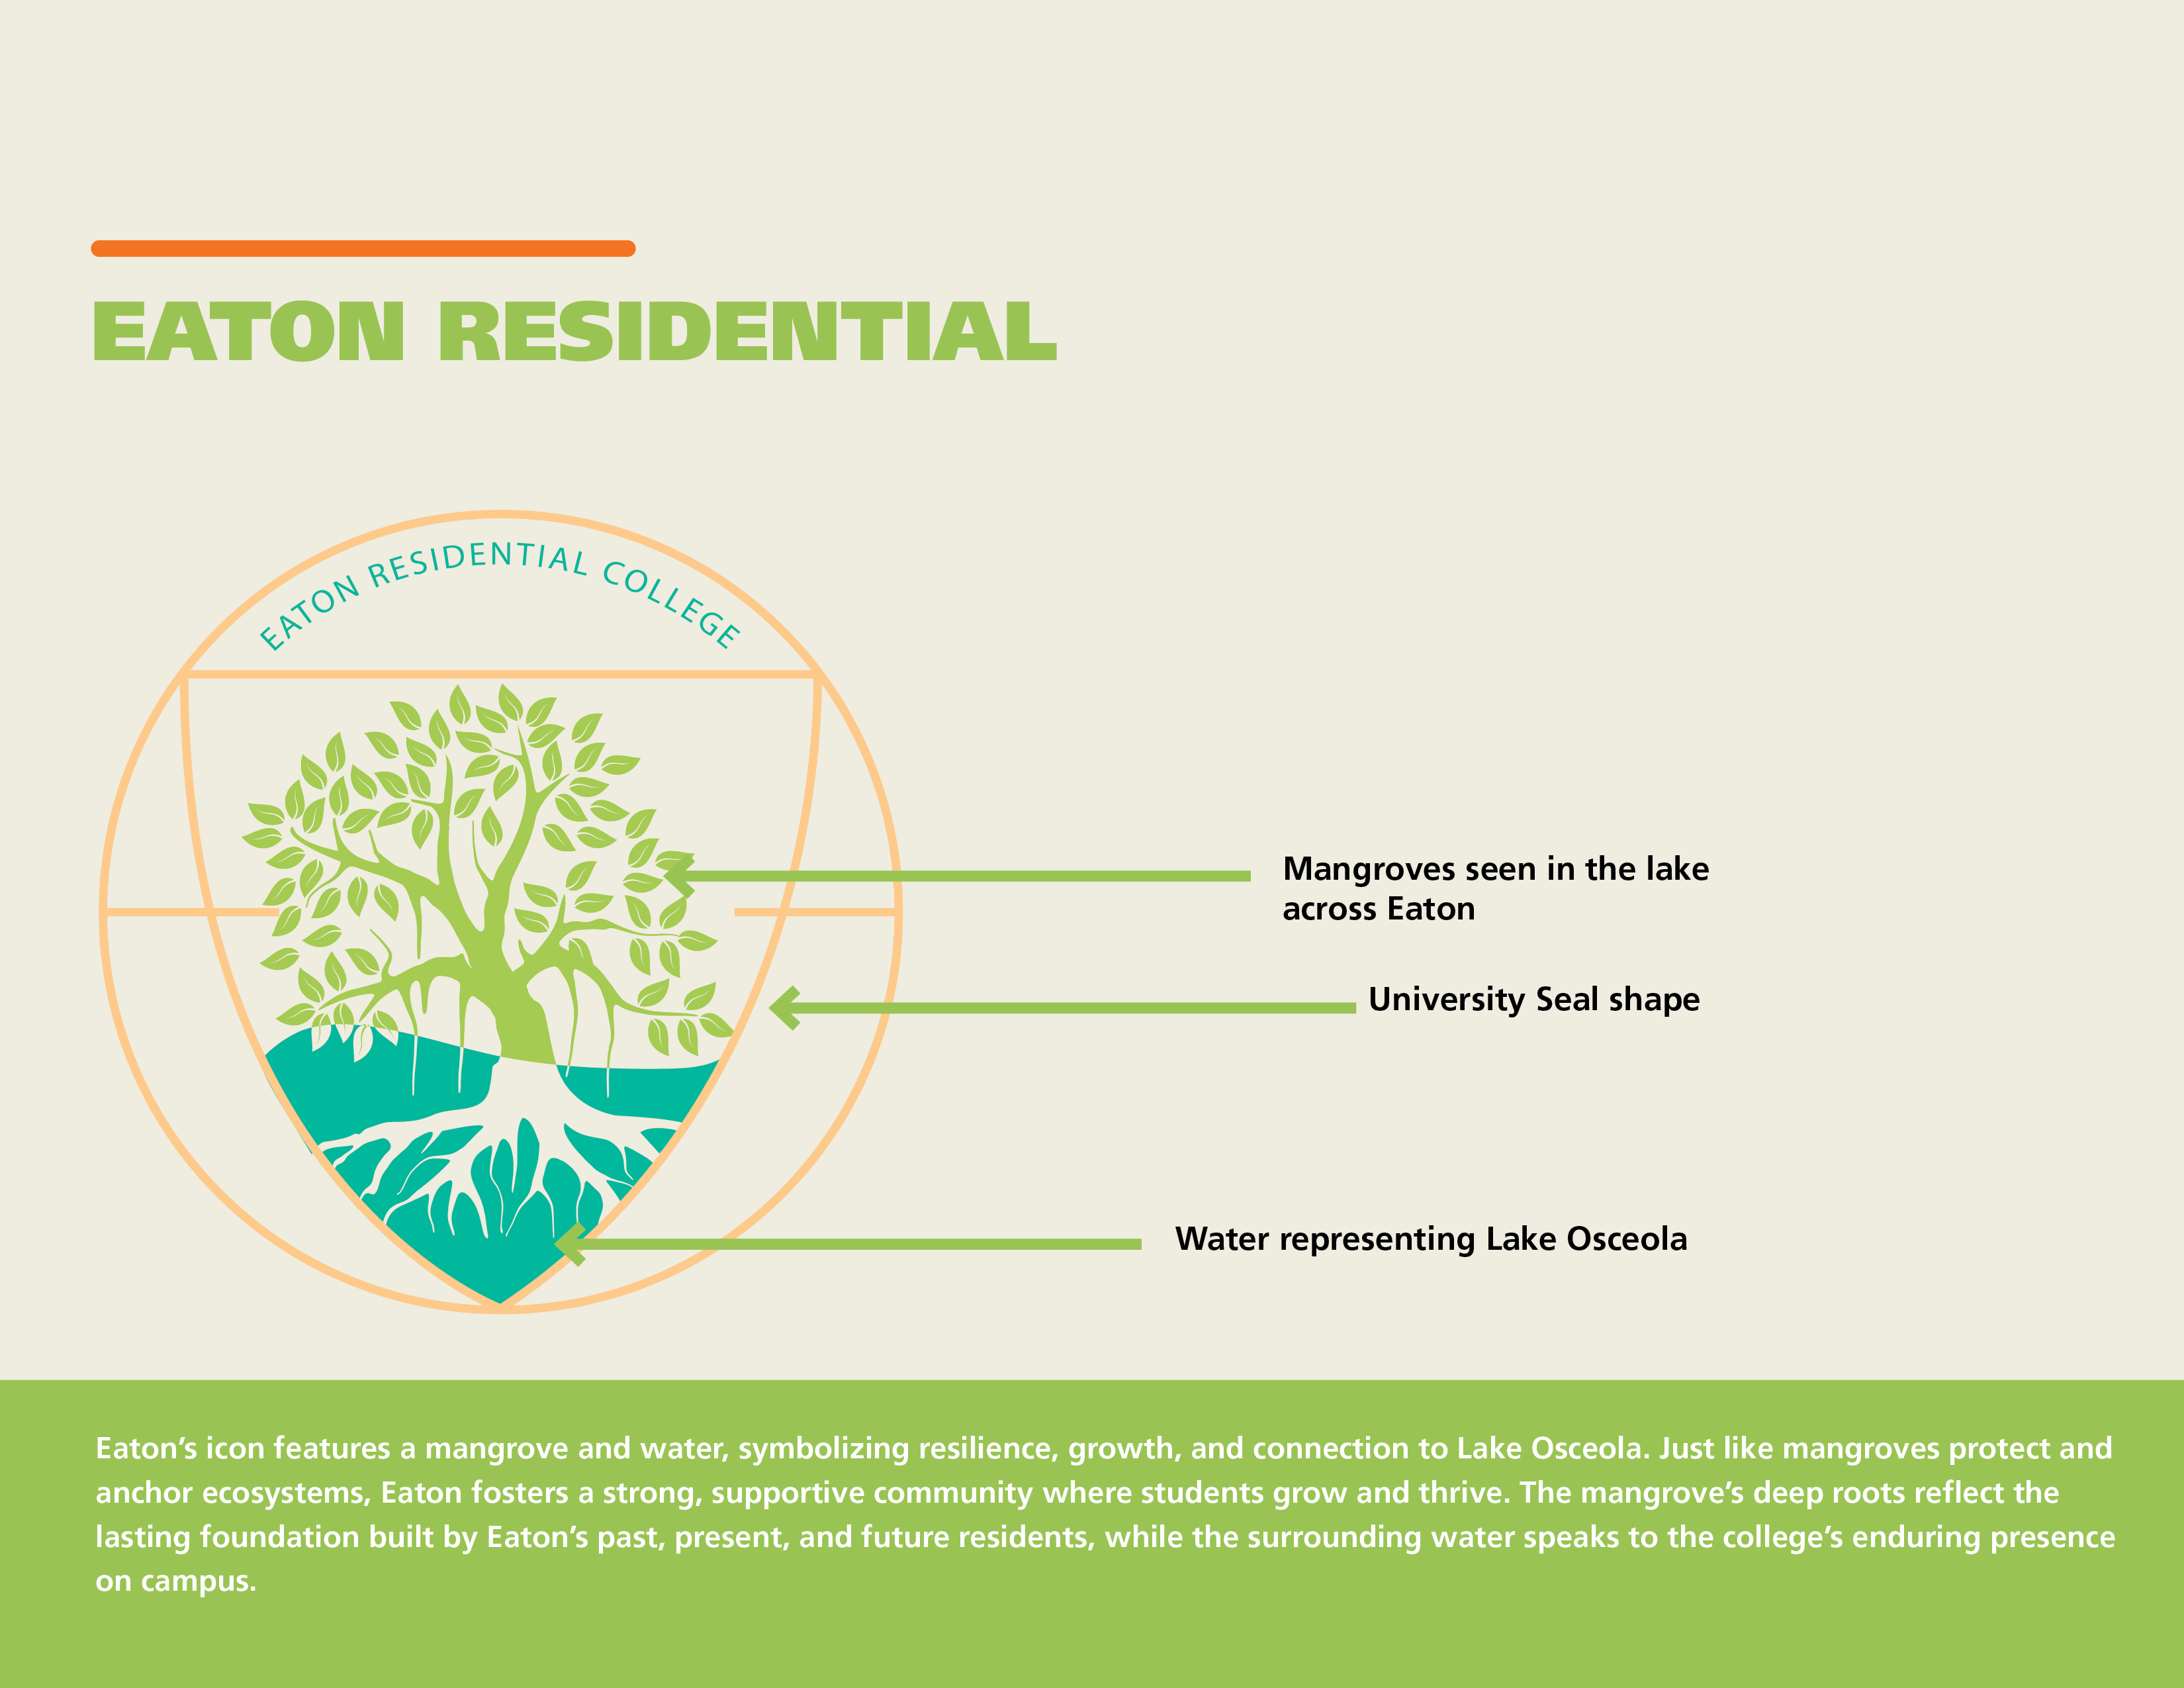 EATON RESIDENTIAL
EATON RESIDENTIAL COLLEGE
Mangroves seen in the lake
across Eaton
University Seal shape
Water representing Lake Osceola
Eaton’s icon features a mangrove and water, symbolizing resilience, growth, and connection to Lake Osceola. Just like mangroves protect and
anchor ecosystems, Eaton fosters a strong, supportive community where students grow and thrive. The mangrove’s deep roots reflect the
lasting foundation built by Eaton’s past, present, and future residents, while the surrounding water speaks to the college’s enduring presence
on campus.